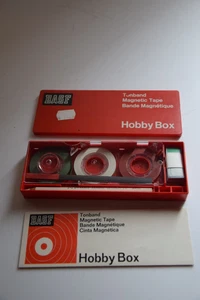 BASF
Tonband
Magnetic Tape
Bande Magnétique
Hobby Box
BASF
Tonband
Magnetic Tape
Bande Magnétique
Cinta Magnética
Hobby Box